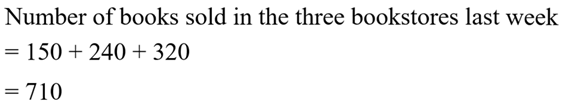 Number of books sold in the three bookstores last week
= 150 + 240 + 320
= 710